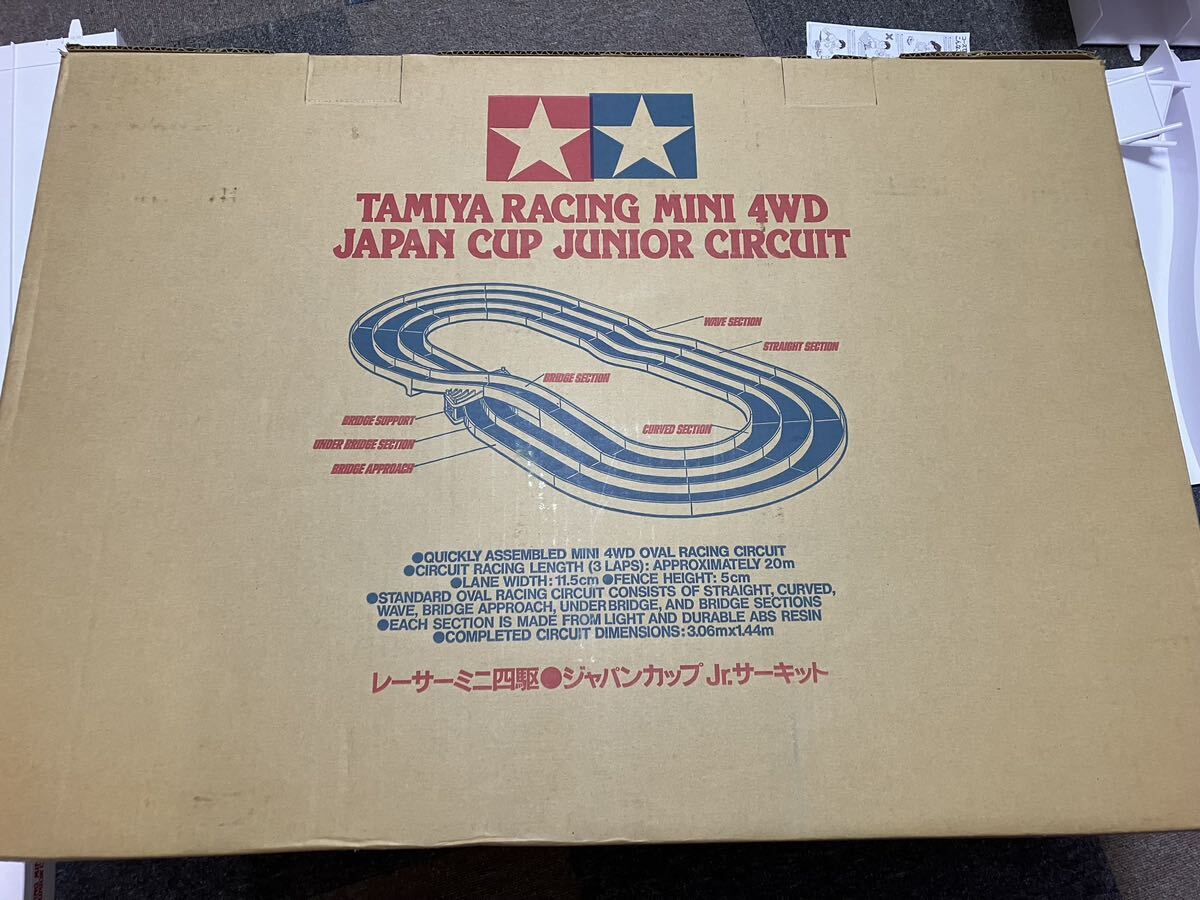 TAMIYA RACING MINI 4WD
JAPAN CUP JUNIOR CIRCUIT
WAVE SECTION
STRAIGHT SECTION
BRIDGE SECTION
BRIDGE SUPPORT
CURVED SECTION
UNDER BRIDGE SECTION
BRIDGE APPROACH
●QUICKLY ASSEMBLED MINI 4WD OVAL RACING CIRCUIT
●CIRCUIT RACING LENGTH (3 LAPS): APPROXIMATELY 20m
●LANE WIDTH: 11.5cm ●FENCE HEIGHT: 5cm
●STANDARD OVAL RACING CIRCUIT CONSISTS OF STRAIGHT, CURVED,
WAVE, BRIDGE APPROACH, UNDER BRIDGE, AND BRIDGE SECTIONS
●EACH SECTION IS MADE FROM LIGHT AND DURABLE ABS RESIN
●COMPLETED CIRCUIT DIMENSIONS: 3.06m×1.44m
レーサーミニ四駆●ジャパンカップ Jr.サーキット